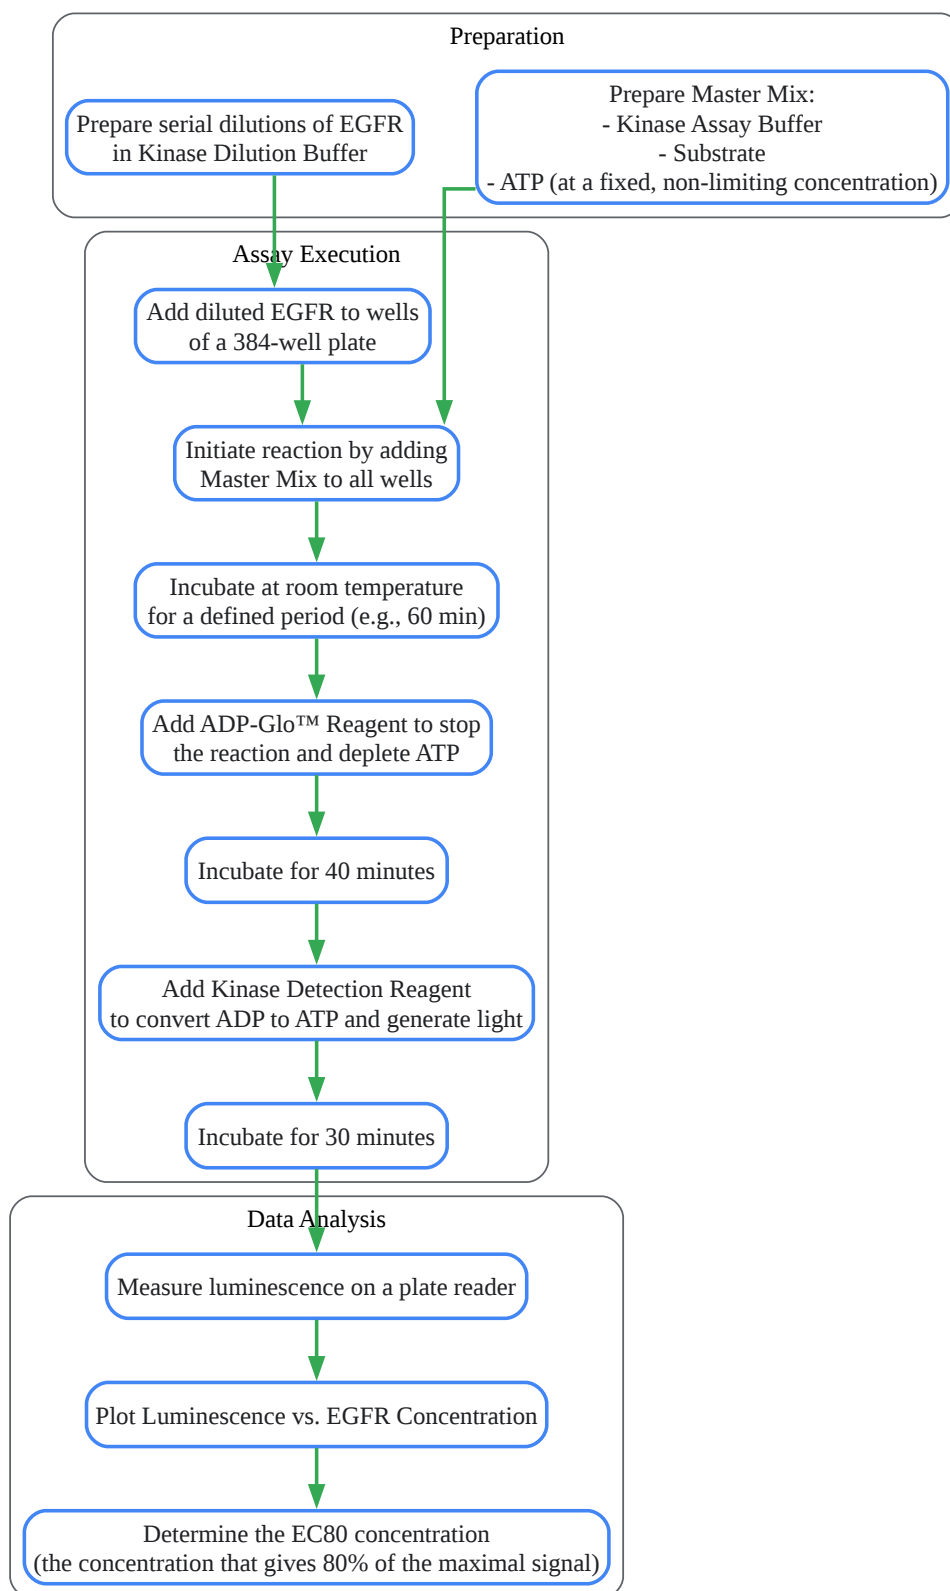 Preparation
Prepare serial dilutions of EGFR
in Kinase Dilution Buffer
Prepare Master Mix:
- Kinase Assay Buffer
- Substrate
- ATP (at a fixed, non-limiting concentration)
Assay Execution
Add diluted EGFR to wells
of a 384-well plate
Initiate reaction by adding
Master Mix to all wells
Incubate at room temperature
for a defined period (e.g., 60 min)
Add ADP-Glo™ Reagent to stop
the reaction and deplete ATP
Incubate for 40 minutes
Add Kinase Detection Reagent
to convert ADP to ATP and generate light
Incubate for 30 minutes
Data Analysis
Measure luminescence on a plate reader
Plot Luminescence vs. EGFR Concentration
Determine the EC80 concentration
(the concentration that gives 80% of the maximal signal)